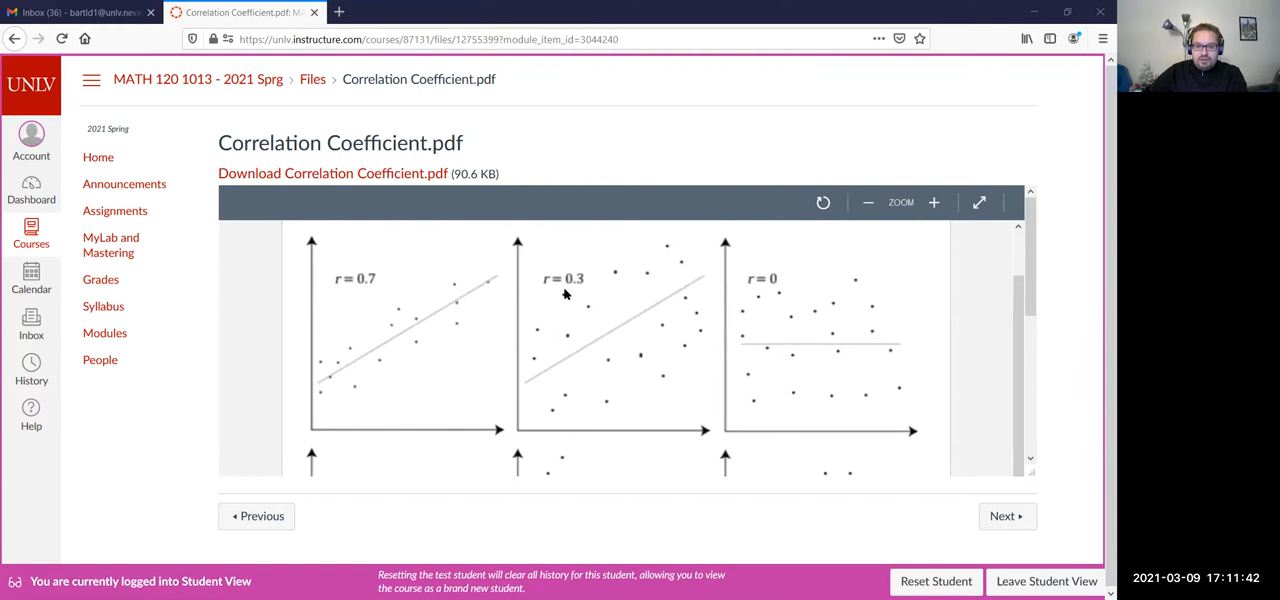 Inbox (36) - bartld1@unlv.neva
Correlation Coefficient.pdf: MA
https://unlv.instructure.com/courses/87131/files/12755399?module_item_id=3044240
UNLV
MATH 120 1013 - 2021 Sprg > Files > Correlation Coefficient.pdf
Account
Dashboard
Courses
Calendar
Inbox
History
Help
2021 Spring
Home
Announcements
Assignments
MyLab and
Mastering
Grades
Syllabus
Modules
People
Correlation Coefficient.pdf
Download Correlation Coefficient.pdf (90.6 KB)
ZOOM
r = 0.7
r = 0.3
r = 0
Previous
Next
You are currently logged into Student View
Resetting the test student will clear all history for this student, allowing you to view
the course as a brand new student.
Reset Student
Leave Student View
2021-03-09 17:11:42